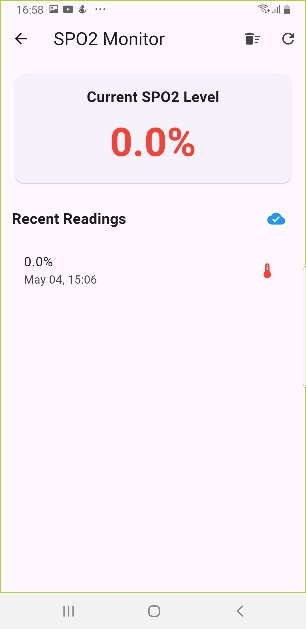 16:58
SPO2 Monitor
Current SPO2 Level
0.0%
Recent Readings
0.0%
May 04, 15:06